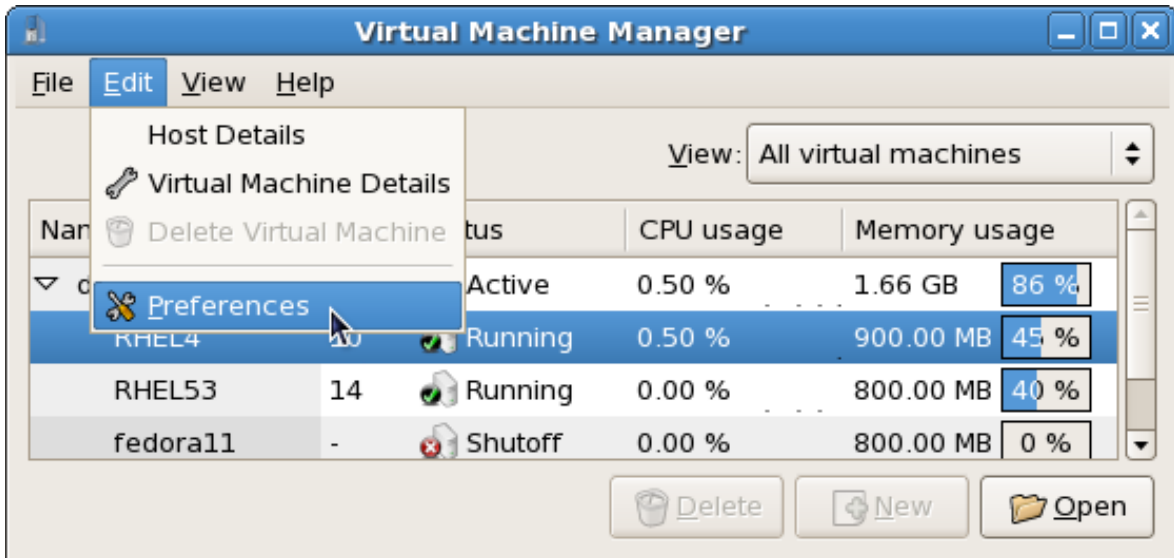 Virtual Machine Manager
File Edit View Help
Host Details
View: All virtual machines
Virtual Machine Details
Delete Virtual Machine
CPU usage Memory usage
Active 0.50 % 1.66 GB 86 %
Preferences
RHEL4 Running 0.50 % 900.00 MB 45 %
RHEL53 14 Running 0.00 % 800.00 MB 40 %
fedora11 - Shutoff 0.00 % 800.00 MB 0 %
Delete New Open